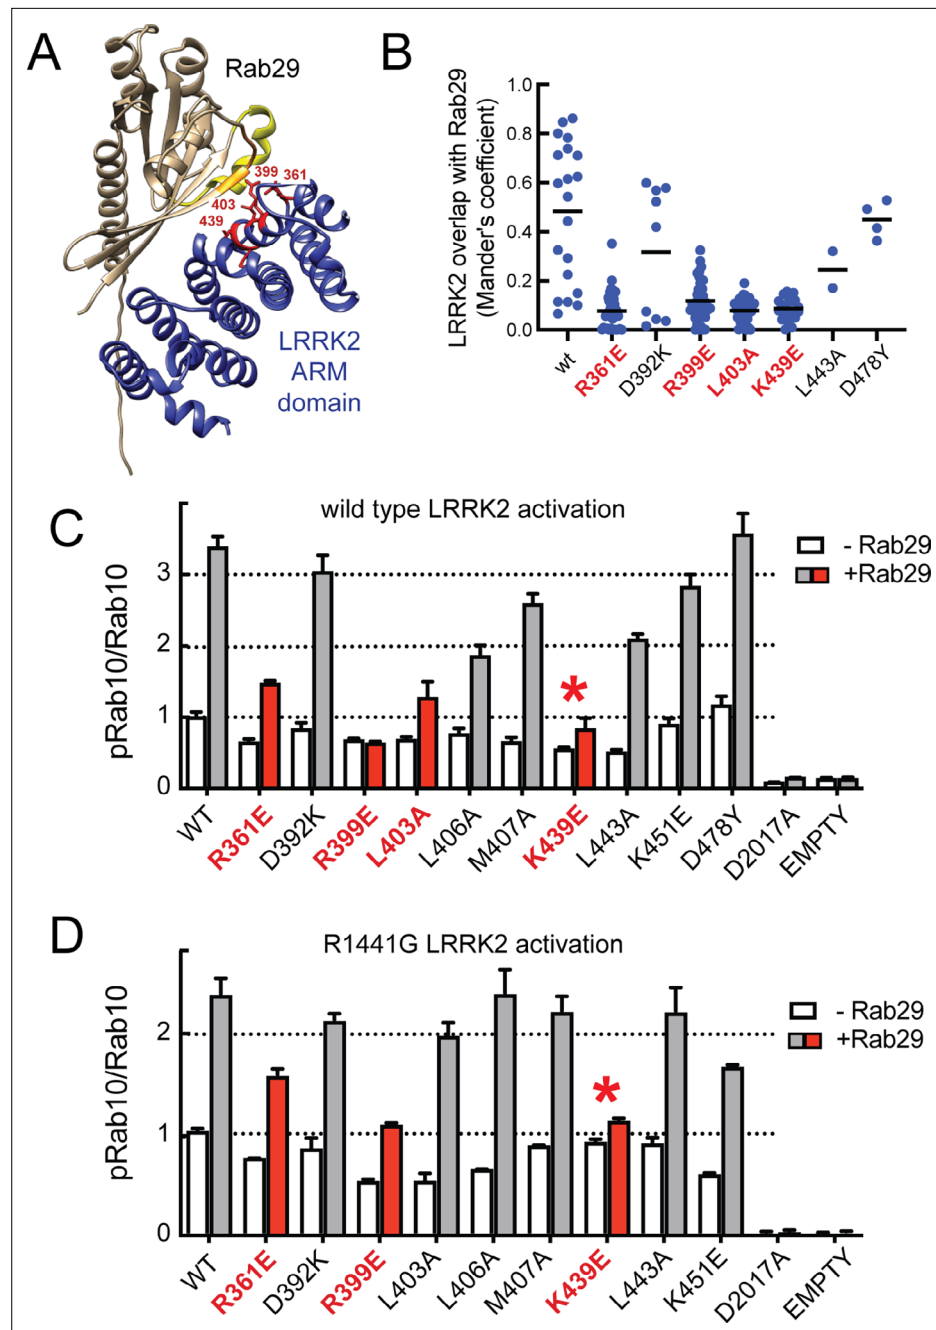 A
Rab29
399
361
403
439
LRRK2
ARM
domain
B
LRRK2 overlap with Rab29
(Mander's coefficient)
1.0
0.8
0.6
0.4
0.2
0.0
wt
R361E
D392K
R399E
L403A
K439E
L443A
D478Y
C
wild type LRRK2 activation
- Rab29
+Rab29
pRab10/Rab10
3
2
1
0
*
WT
R361E
D392K
R399E
L403A
L406A
M407A
K439E
L443A
K451E
D478Y
D2017A
EMPTY
D
R1441G LRRK2 activation
- Rab29
+Rab29
pRab10/Rab10
2
1
0
*
WT
R361E
D392K
R399E
L403A
L406A
M407A
K439E
L443A
K451E
D2017A
EMPTY